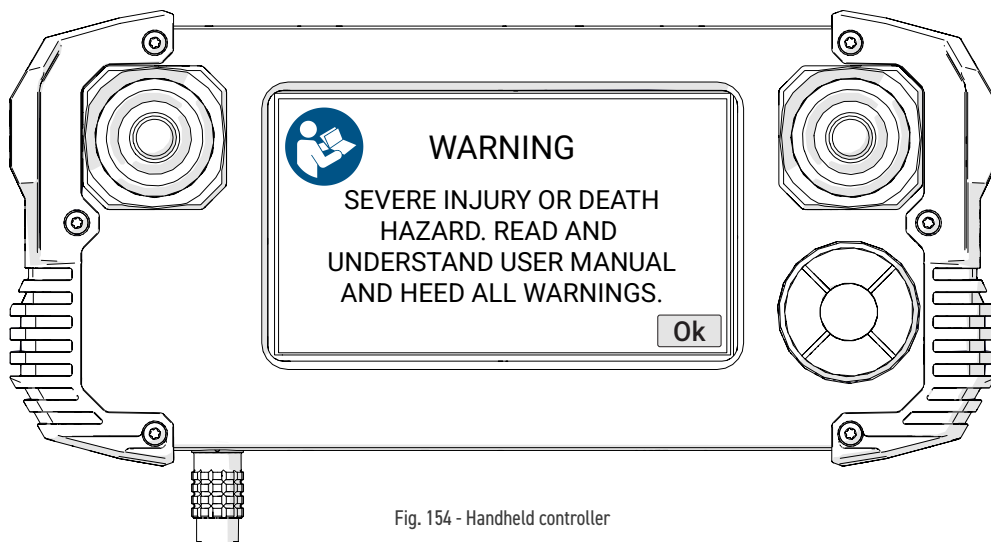 WARNING
SEVERE INJURY OR DEATH
HAZARD. READ AND
UNDERSTAND USER MANUAL
AND HEED ALL WARNINGS.
Ok
Fig. 154 - Handheld controller